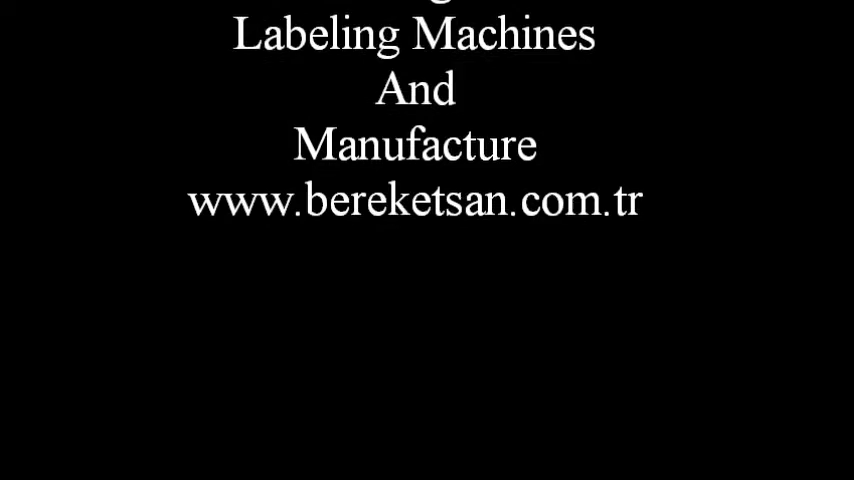 Labeling Machines
And
Manufacture
www.bereketsan.com.tr